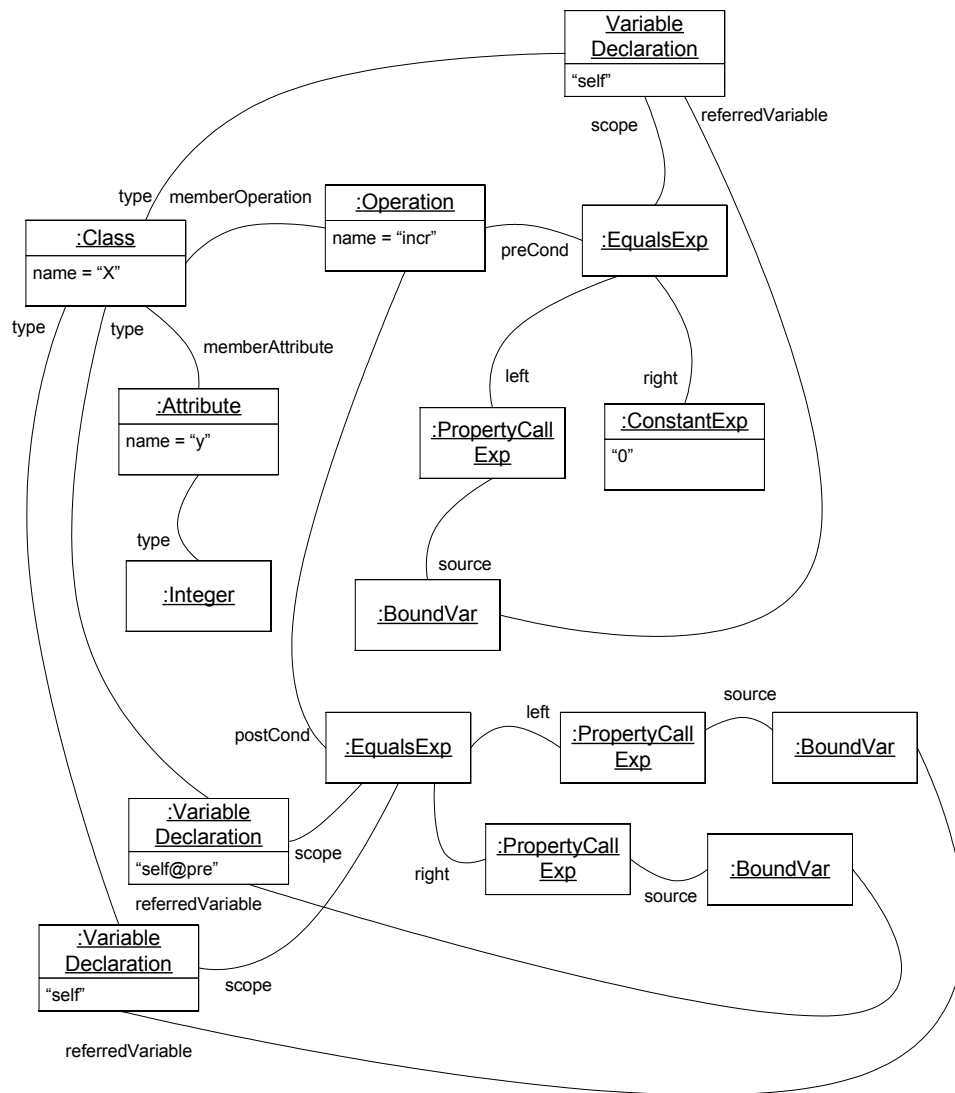 Variable
Declaration
“self”
referredVariable
scope
type
memberOperation
:Operation
name = “incr”
preCond
:EqualsExp
:Class
name = “X”
type
type
memberAttribute
left
right
:Attribute
name = “y”
:PropertyCall
Exp
:ConstantExp
“0”
type
source
:Integer
:BoundVar
left
source
postCond
:EqualsExp
:PropertyCall
Exp
:BoundVar
:Variable
Declaration
“self@pre”
scope
right
:PropertyCall
Exp
source
:BoundVar
referredVariable
:Variable
Declaration
“self”
scope
referredVariable